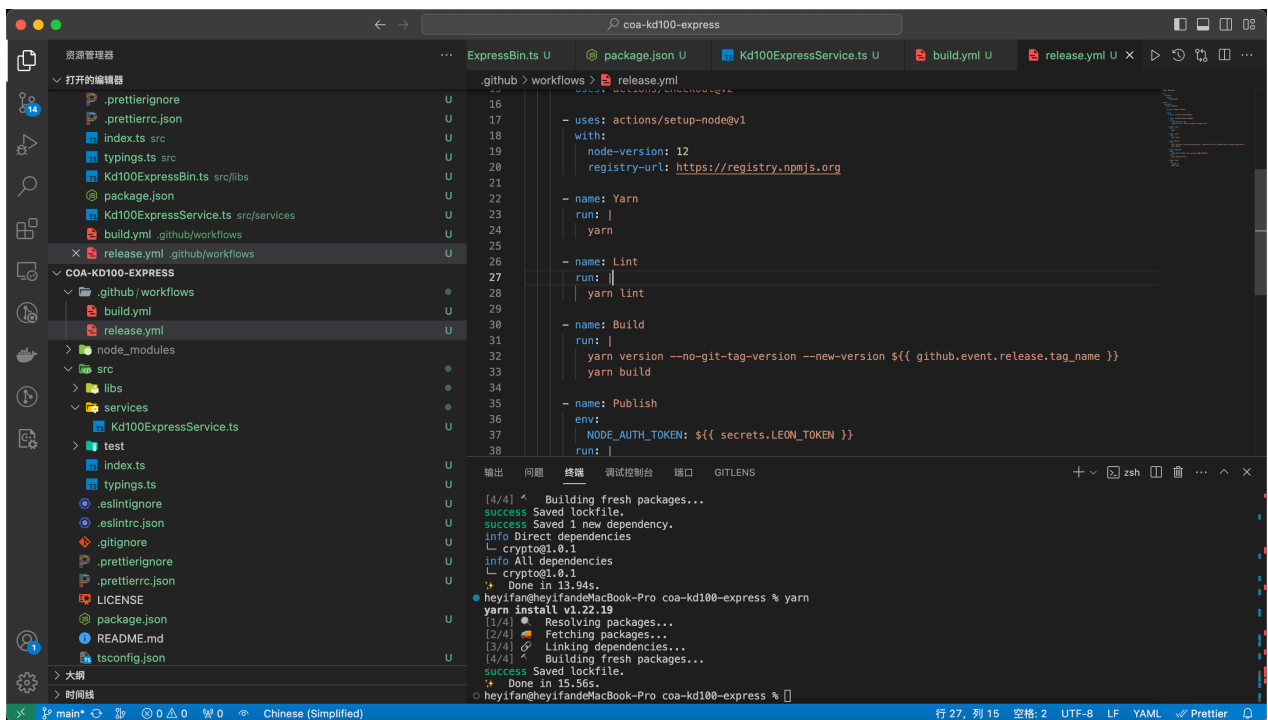 coa-kd100-express
资源管理器
打开的编辑器
.prettierignore U
.prettierrc.json U
index.ts src U
typings.ts src U
Kd100ExpressBin.ts src/libs U
package.json U
Kd100ExpressService.ts src/services U
build.yml .github/workflows U
release.yml .github/workflows U
COA-KD100-EXPRESS
.github/workflows
build.yml U
release.yml U
node_modules
src
libs
services
Kd100ExpressService.ts U
test
index.ts U
typings.ts U
.eslintignore U
.eslintrc.json U
.gitignore U
.prettierignore U
.prettierrc.json U
LICENSE
package.json U
README.md
tsconfig.json U
大纲
时间线
14
1
ExpressBin.ts U package.json U Kd100ExpressService.ts U build.yml U release.yml U
.github > workflows > release.yml
15 uses: actions/checkout@v2
16
17 - uses: actions/setup-node@v1
18 with:
19 node-version: 12
20 registry-url: https://registry.npmjs.org
21
22 - name: Yarn
23 run: |
24 yarn
25
26 - name: Lint
27 run: |
28 yarn lint
29
30 - name: Build
31 run: |
32 yarn version --no-git-tag-version --new-version ${{ github.event.release.tag_name }}
33 yarn build
34
35 - name: Publish
36 env:
37 NODE_AUTH_TOKEN: ${{ secrets.LEON_TOKEN }}
38 run: |
输出 问题 终端 调试控制台 端口 GITLENS zsh
[4/4] Building fresh packages...
success Saved lockfile.
success Saved 1 new dependency.
info Direct dependencies
└─ crypto@1.0.1
info All dependencies
└─ crypto@1.0.1
Done in 13.94s.
heyifan@heyifandeMacBook-Pro coa-kd100-express % yarn
yarn install v1.22.19
[1/4] Resolving packages...
[2/4] Fetching packages...
[3/4] Linking dependencies...
[4/4] Building fresh packages...
success Saved lockfile.
Done in 15.56s.
heyifan@heyifandeMacBook-Pro coa-kd100-express %
main* 0 0 0 Chinese (Simplified) 行 27，列 15 空格: 2 UTF-8 LF YAML Prettier